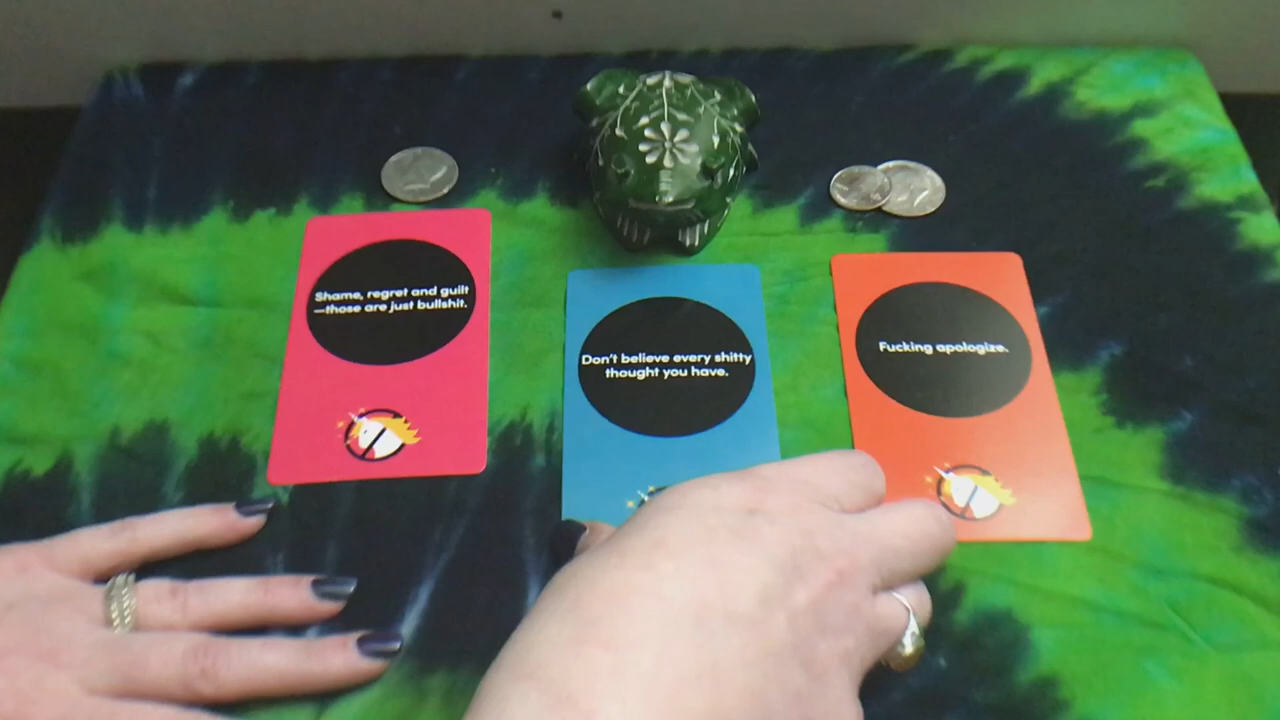 Shame, regret and guilt
—those are just bullshit.
Don't believe every shitty
thought you have.
Fucking apologize.